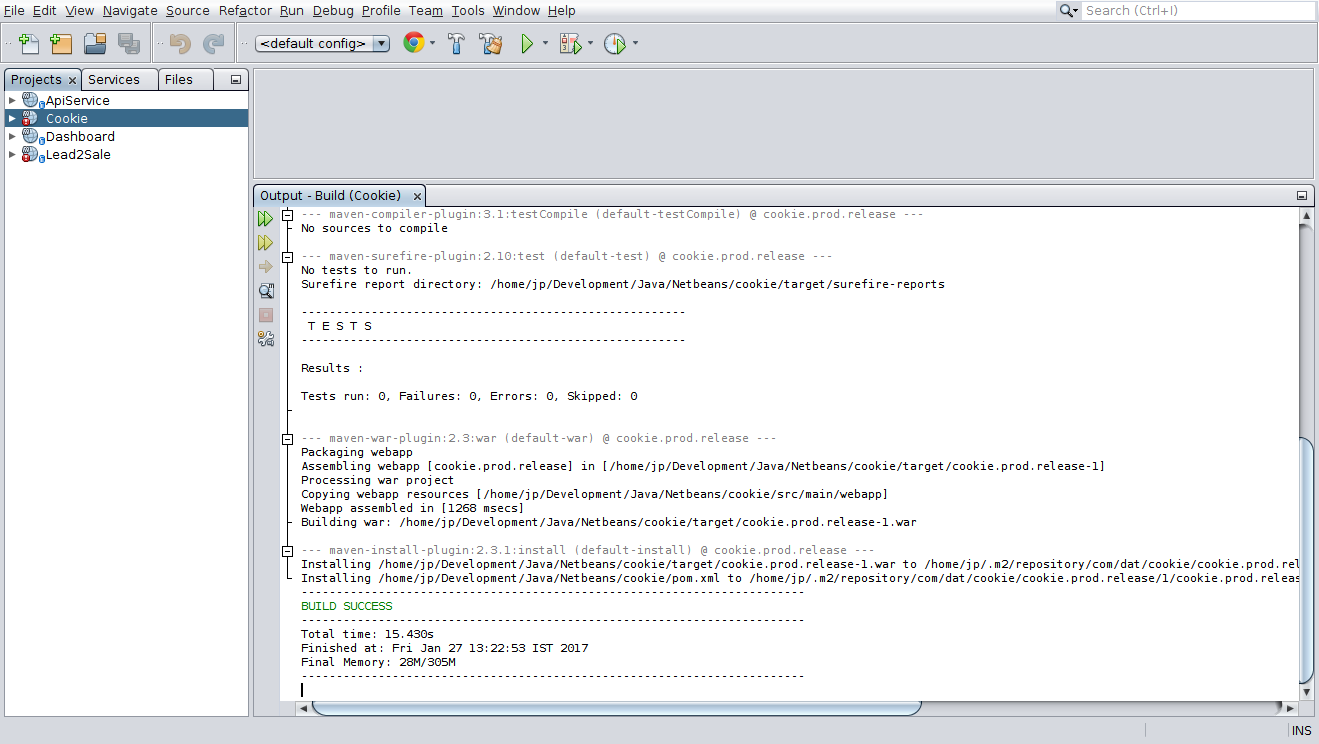 File Edit View Navigate Source Refactor Run Debug Profile Team Tools Window Help
Search (Ctrl+I)
<default config>
Projects Services Files
ApiService
Cookie
Dashboard
Lead2Sale
Output - Build (Cookie)
--- maven-compiler-plugin:3.1:testCompile (default-testCompile) @ cookie.prod.release ---
No sources to compile
--- maven-surefire-plugin:2.10:test (default-test) @ cookie.prod.release ---
No tests to run.
Surefire report directory: /home/jp/Development/Java/Netbeans/cookie/target/surefire-reports
-------------------------------------------------------
T E S T S
-------------------------------------------------------
Results :
Tests run: 0, Failures: 0, Errors: 0, Skipped: 0
--- maven-war-plugin:2.3:war (default-war) @ cookie.prod.release ---
Packaging webapp
Assembling webapp [cookie.prod.release] in [/home/jp/Development/Java/Netbeans/cookie/target/cookie.prod.release-1]
Processing war project
Copying webapp resources [/home/jp/Development/Java/Netbeans/cookie/src/main/webapp]
Webapp assembled in [1268 msecs]
Building war: /home/jp/Development/Java/Netbeans/cookie/target/cookie.prod.release-1.war
--- maven-install-plugin:2.3.1:install (default-install) @ cookie.prod.release ---
Installing /home/jp/Development/Java/Netbeans/cookie/target/cookie.prod.release-1.war to /home/jp/.m2/repository/com/dat/cookie/cookie.prod.rel
Installing /home/jp/Development/Java/Netbeans/cookie/pom.xml to /home/jp/.m2/repository/com/dat/cookie/cookie.prod.release/1/cookie.prod.releas
------------------------------------------------------------------------
BUILD SUCCESS
------------------------------------------------------------------------
Total time: 15.430s
Finished at: Fri Jan 27 13:22:53 IST 2017
Final Memory: 28M/305M
------------------------------------------------------------------------
INS